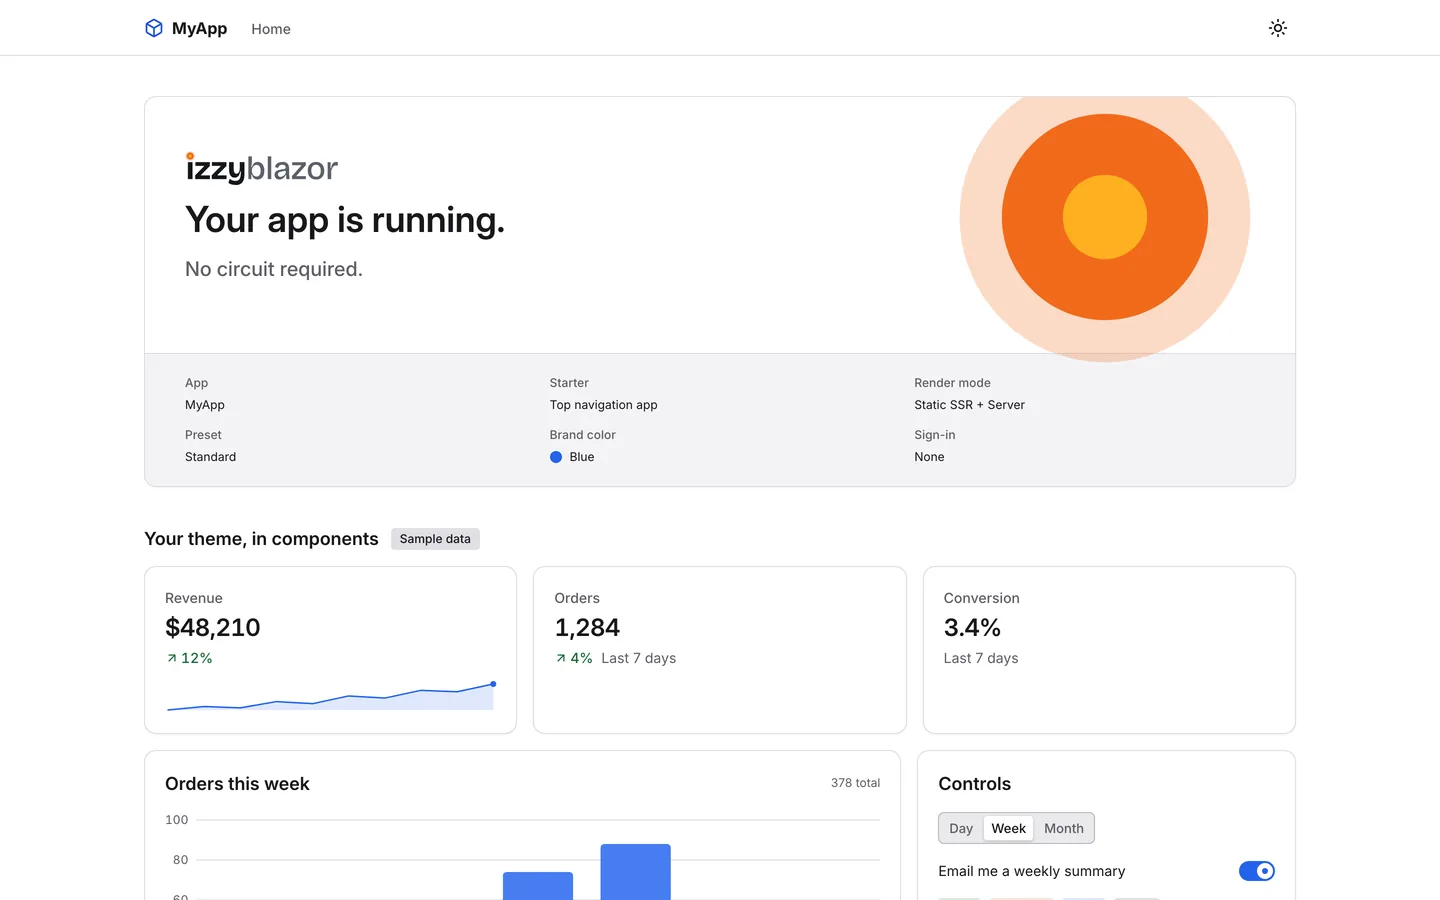 MyApp Home
izzyblazor
Your app is running.
No circuit required.
App Starter Render mode
MyApp Top navigation app Static SSR + Server
Preset Brand color Sign-in
Standard Blue None
Your theme, in components Sample data
Revenue
$48,210
12%
Orders
1,284
4% Last 7 days
Conversion
3.4%
Last 7 days
Orders this week 378 total
100
80
60
Controls
Day Week Month
Email me a weekly summary